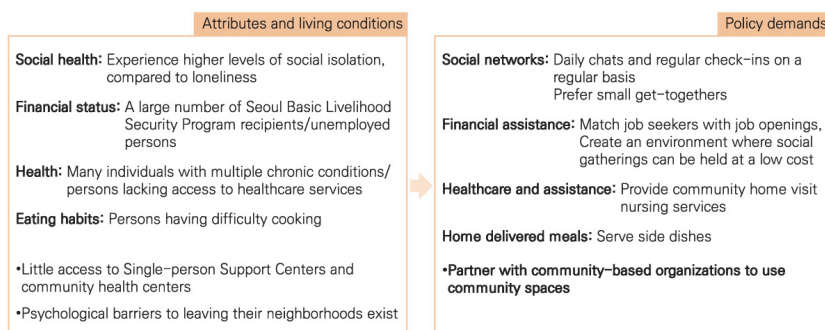 Attributes and living conditions
Social health: Experience higher levels of social isolation,
compared to loneliness
Financial status: A large number of Seoul Basic Livelihood
Security Program recipients/unemployed
persons
Health: Many individuals with multiple chronic conditions/
persons lacking access to healthcare services
Eating habits: Persons having difficulty cooking
•Little access to Single-person Support Centers and
community health centers
•Psychological barriers to leaving their neighborhoods exist
Policy demands
Social networks: Daily chats and regular check-ins on a
regular basis
Prefer small get-togethers
Financial assistance: Match job seekers with job openings,
Create an environment where social
gatherings can be held at a low cost
Healthcare and assistance: Provide community home visit
nursing services
Home delivered meals: Serve side dishes
•Partner with community-based organizations to use
community spaces